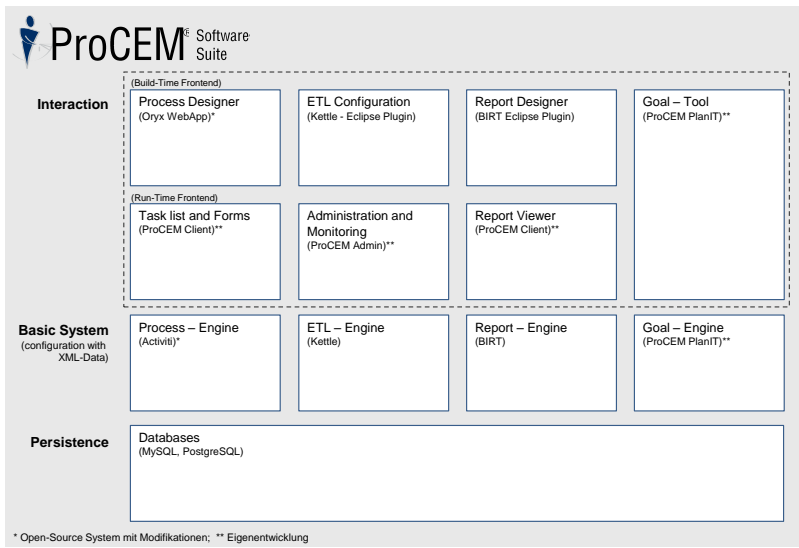 ProCEM® Software
Suite
(Build-Time Frontend)
Interaction
Process Designer
(Oryx WebApp)*
ETL Configuration
(Kettle - Eclipse Plugin)
Report Designer
(BIRT Eclipse Plugin)
Goal – Tool
(ProCEM PlanIT)**
(Run-Time Frontend)
Task list and Forms
(ProCEM Client)**
Administration and
Monitoring
(ProCEM Admin)**
Report Viewer
(ProCEM Client)**
Basic System
(configuration with
XML-Data)
Process – Engine
(Activiti)*
ETL – Engine
(Kettle)
Report – Engine
(BIRT)
Goal – Engine
(ProCEM PlanIT)**
Persistence
Databases
(MySQL, PostgreSQL)
* Open-Source System mit Modifikationen; ** Eigenentwicklung